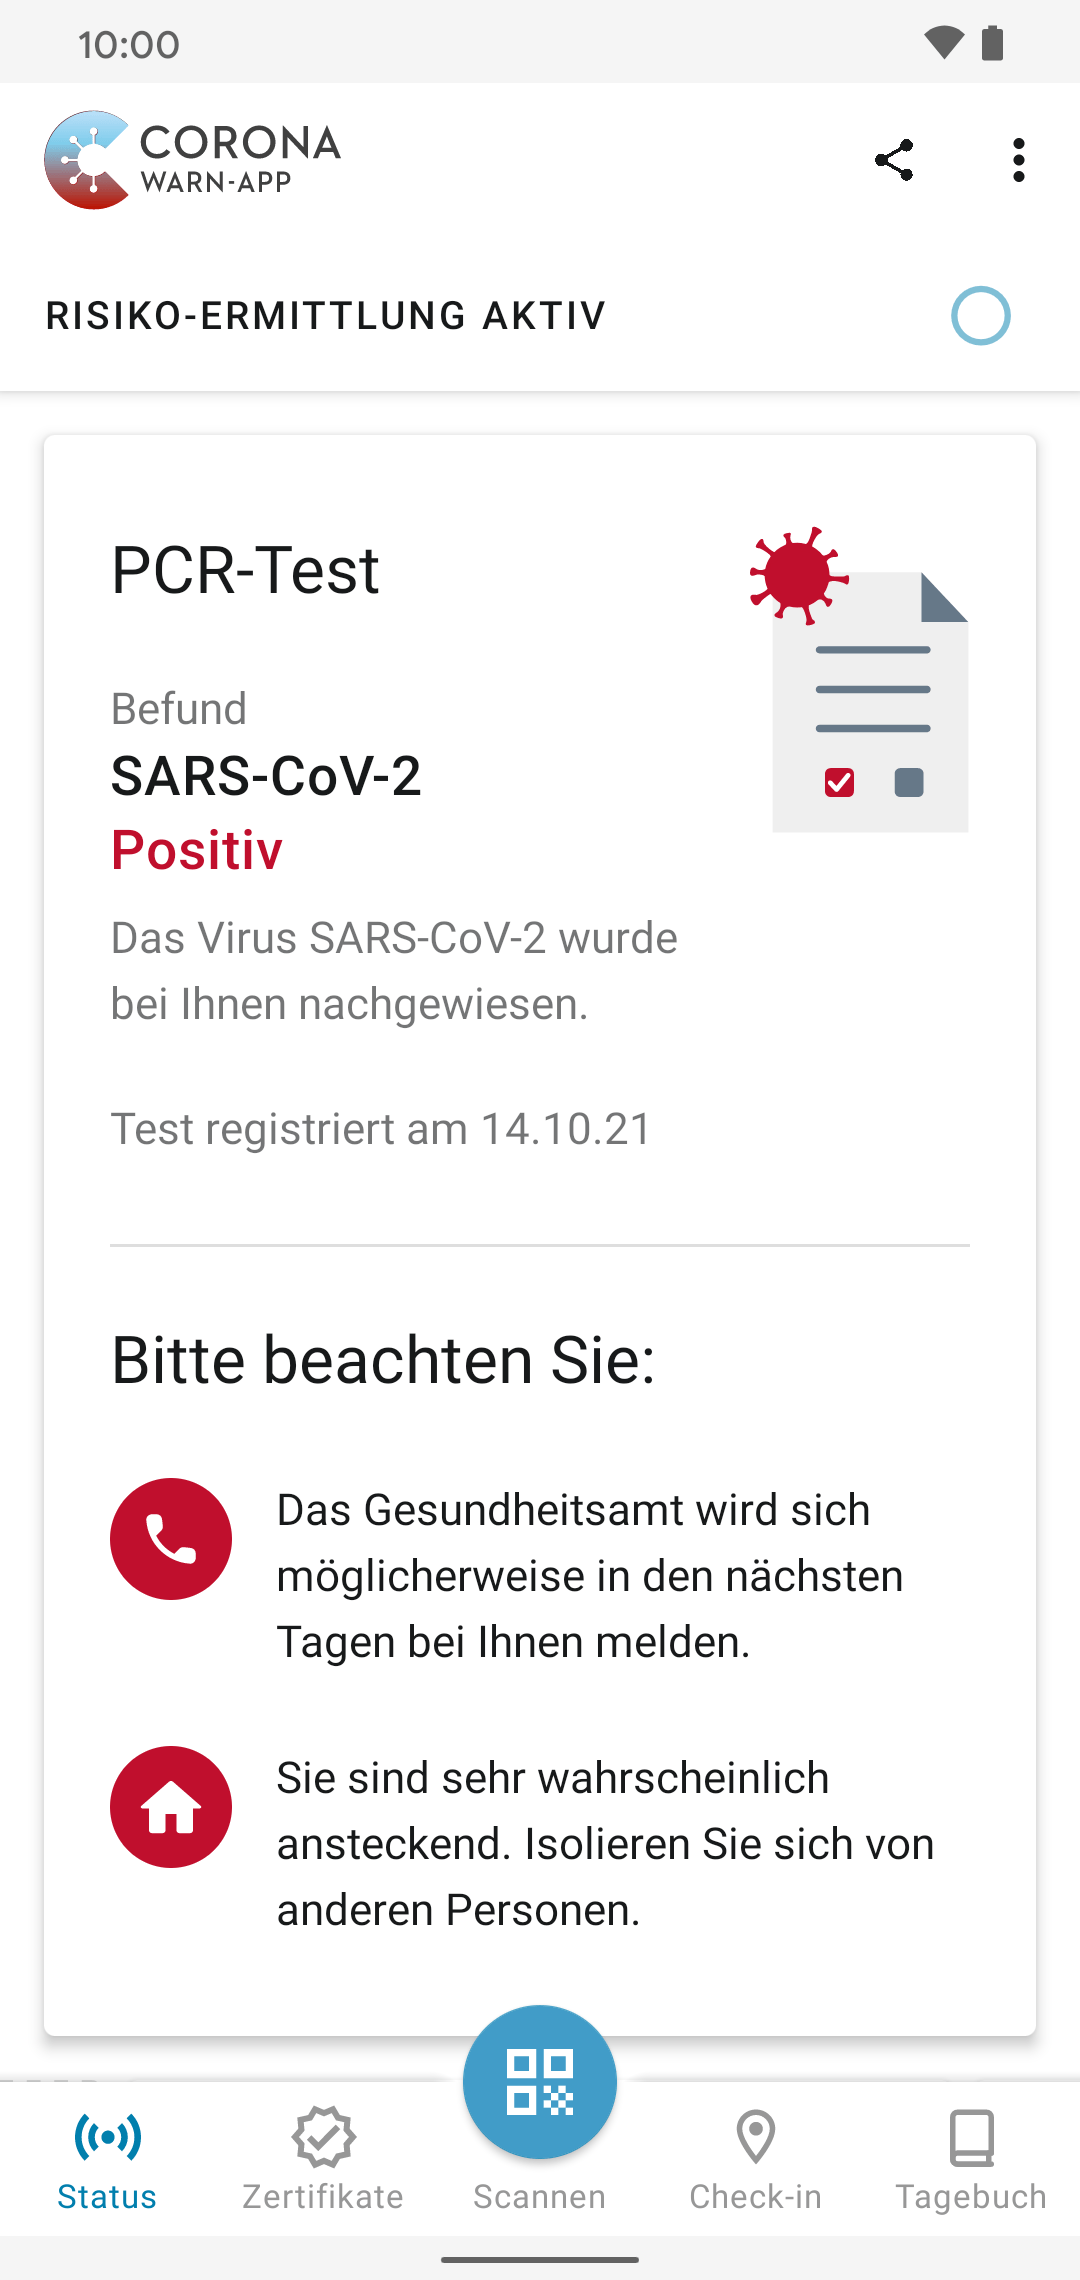 10:00
CORONA
WARN-APP
RISIKO-ERMITTLUNG AKTIV
PCR-Test
Befund
SARS-CoV-2
Positiv
Das Virus SARS-CoV-2 wurde
bei Ihnen nachgewiesen.
Test registriert am 14.10.21
Bitte beachten Sie:
Das Gesundheitsamt wird sich
möglicherweise in den nächsten
Tagen bei Ihnen melden.
Sie sind sehr wahrscheinlich
ansteckend. Isolieren Sie sich von
anderen Personen.
Status
Zertifikate
Scannen
Check-in
Tagebuch